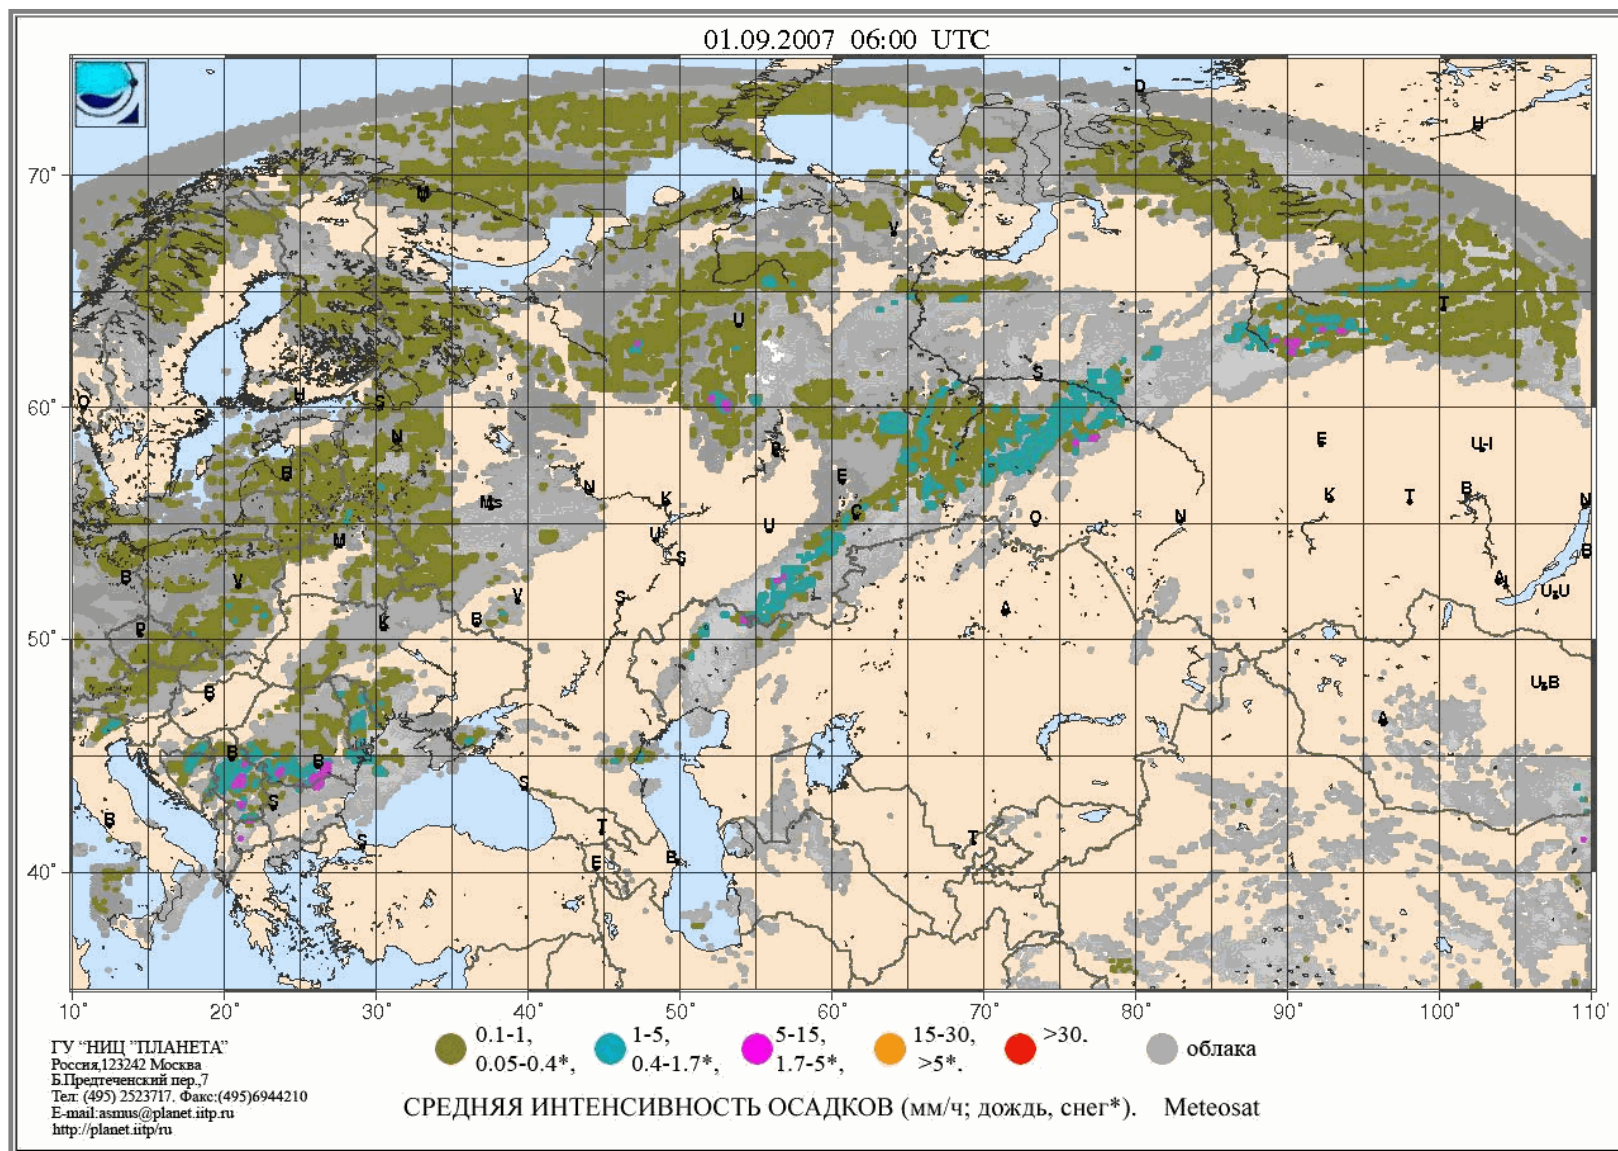 01.09.2007 06:00 UTC
70°
60°
50°
40°
10 20 30 40 50 60 70 80 90 100° 110'
0.1-1, 1-5, 5-15, 15-30, >30.
0.05-0.4*, 0.4-1.7*, 1.7-5*, >5*. облака
ГУ “НИЦ ”ПЛАНЕТА”
Россия,123242 Москва
Б.Предтеченский пер.,7
Тел: (495) 2523717. Факс:(495)6944210
E-mail:asmus@planet.iitp.ru
http://planet.iitp/ru
СРЕДНЯЯ ИНТЕНСИВНОСТЬ ОСАДКОВ (мм/ч; дождь, снег*). Meteosat